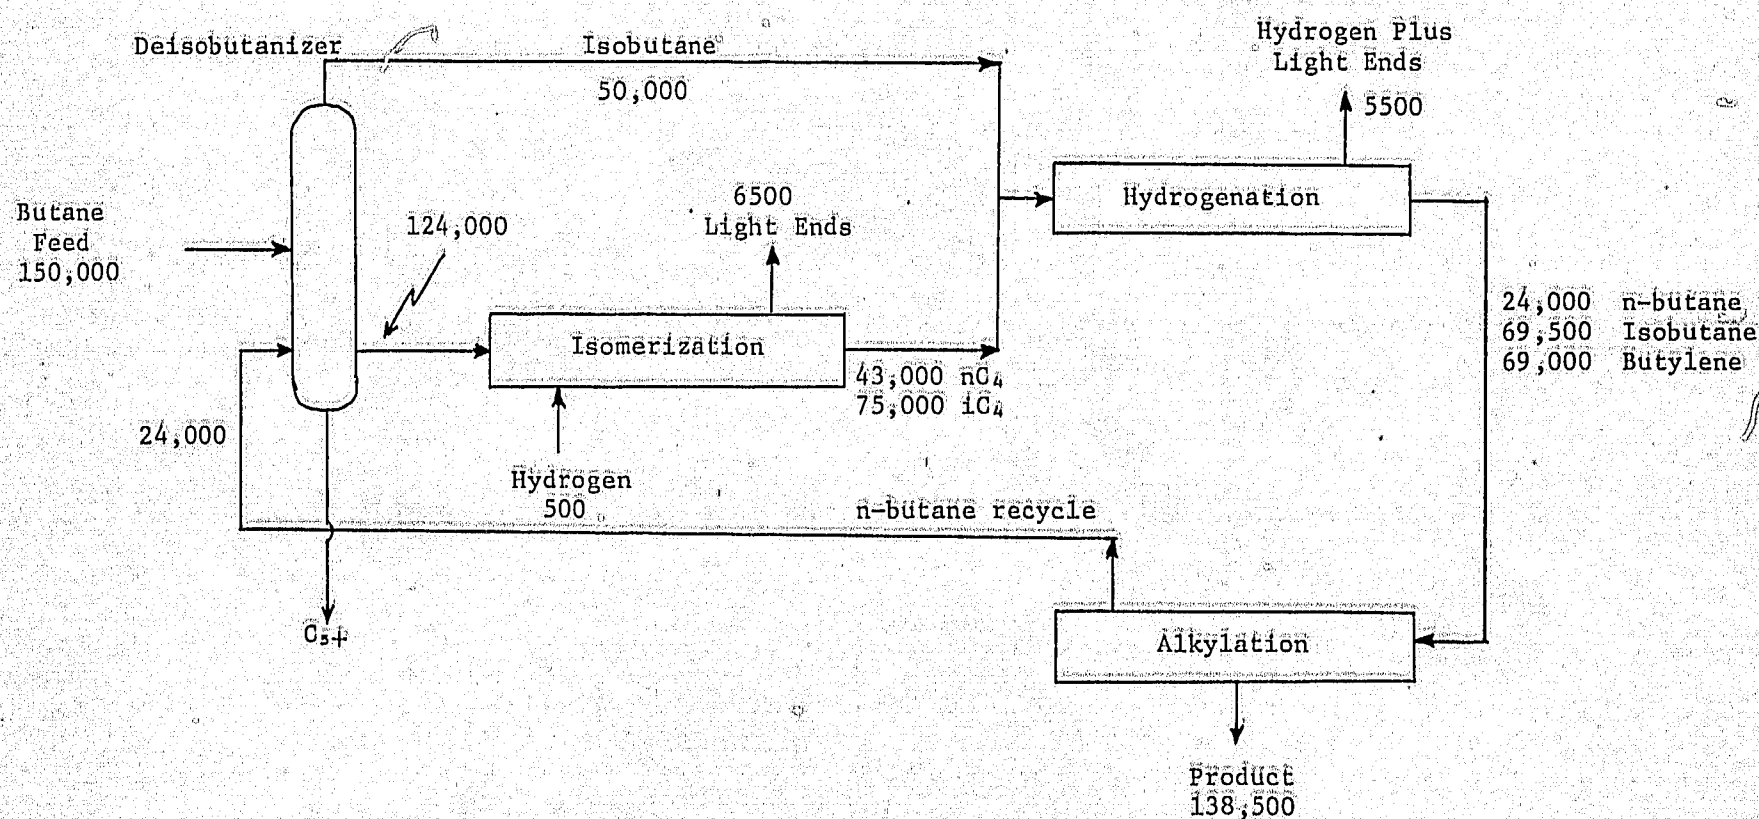 Deisobutanizer
Isobutane
50,000
Hydrogen Plus
Light Ends
5500
Butane
Feed
150,000
124,000
6500
Light Ends
Hydrogenation
Isomerization
43,000 nC₄
75,000 iC₄
24,000 n-butane
69,500 Isobutane
69,000 Butylene
24,000
Hydrogen
500
n-butane recycle
C₅+
Alkylation
Product
138,500